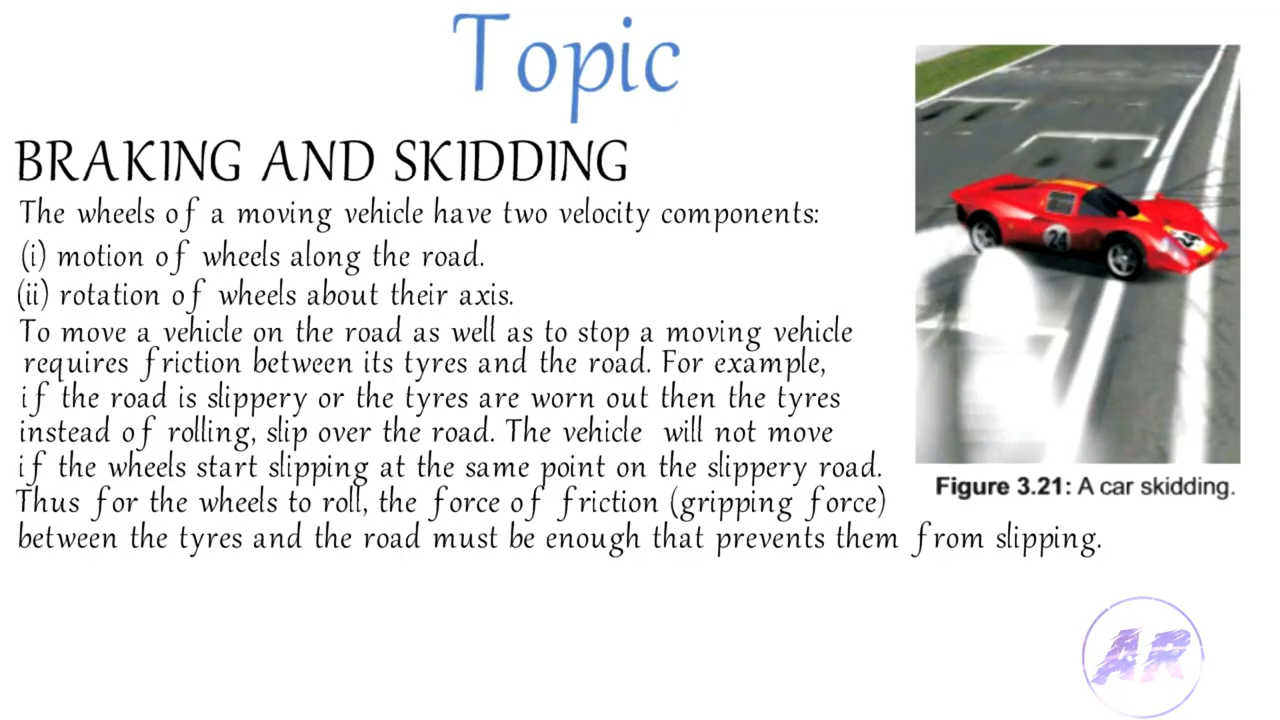 Topic
BRAKING AND SKIDDING
The wheels of a moving vehicle have two velocity components:
(i) motion of wheels along the road.
(ii) rotation of wheels about their axis.
To move a vehicle on the road as well as to stop a moving vehicle
requires friction between its tyres and the road. For example,
if the road is slippery or the tyres are worn out then the tyres
instead of rolling, slip over the road. The vehicle will not move
if the wheels start slipping at the same point on the slippery road.
Thus for the wheels to roll, the force of friction (gripping force)
between the tyres and the road must be enough that prevents them from slipping.
24
Figure 3.21: A car skidding.
AR